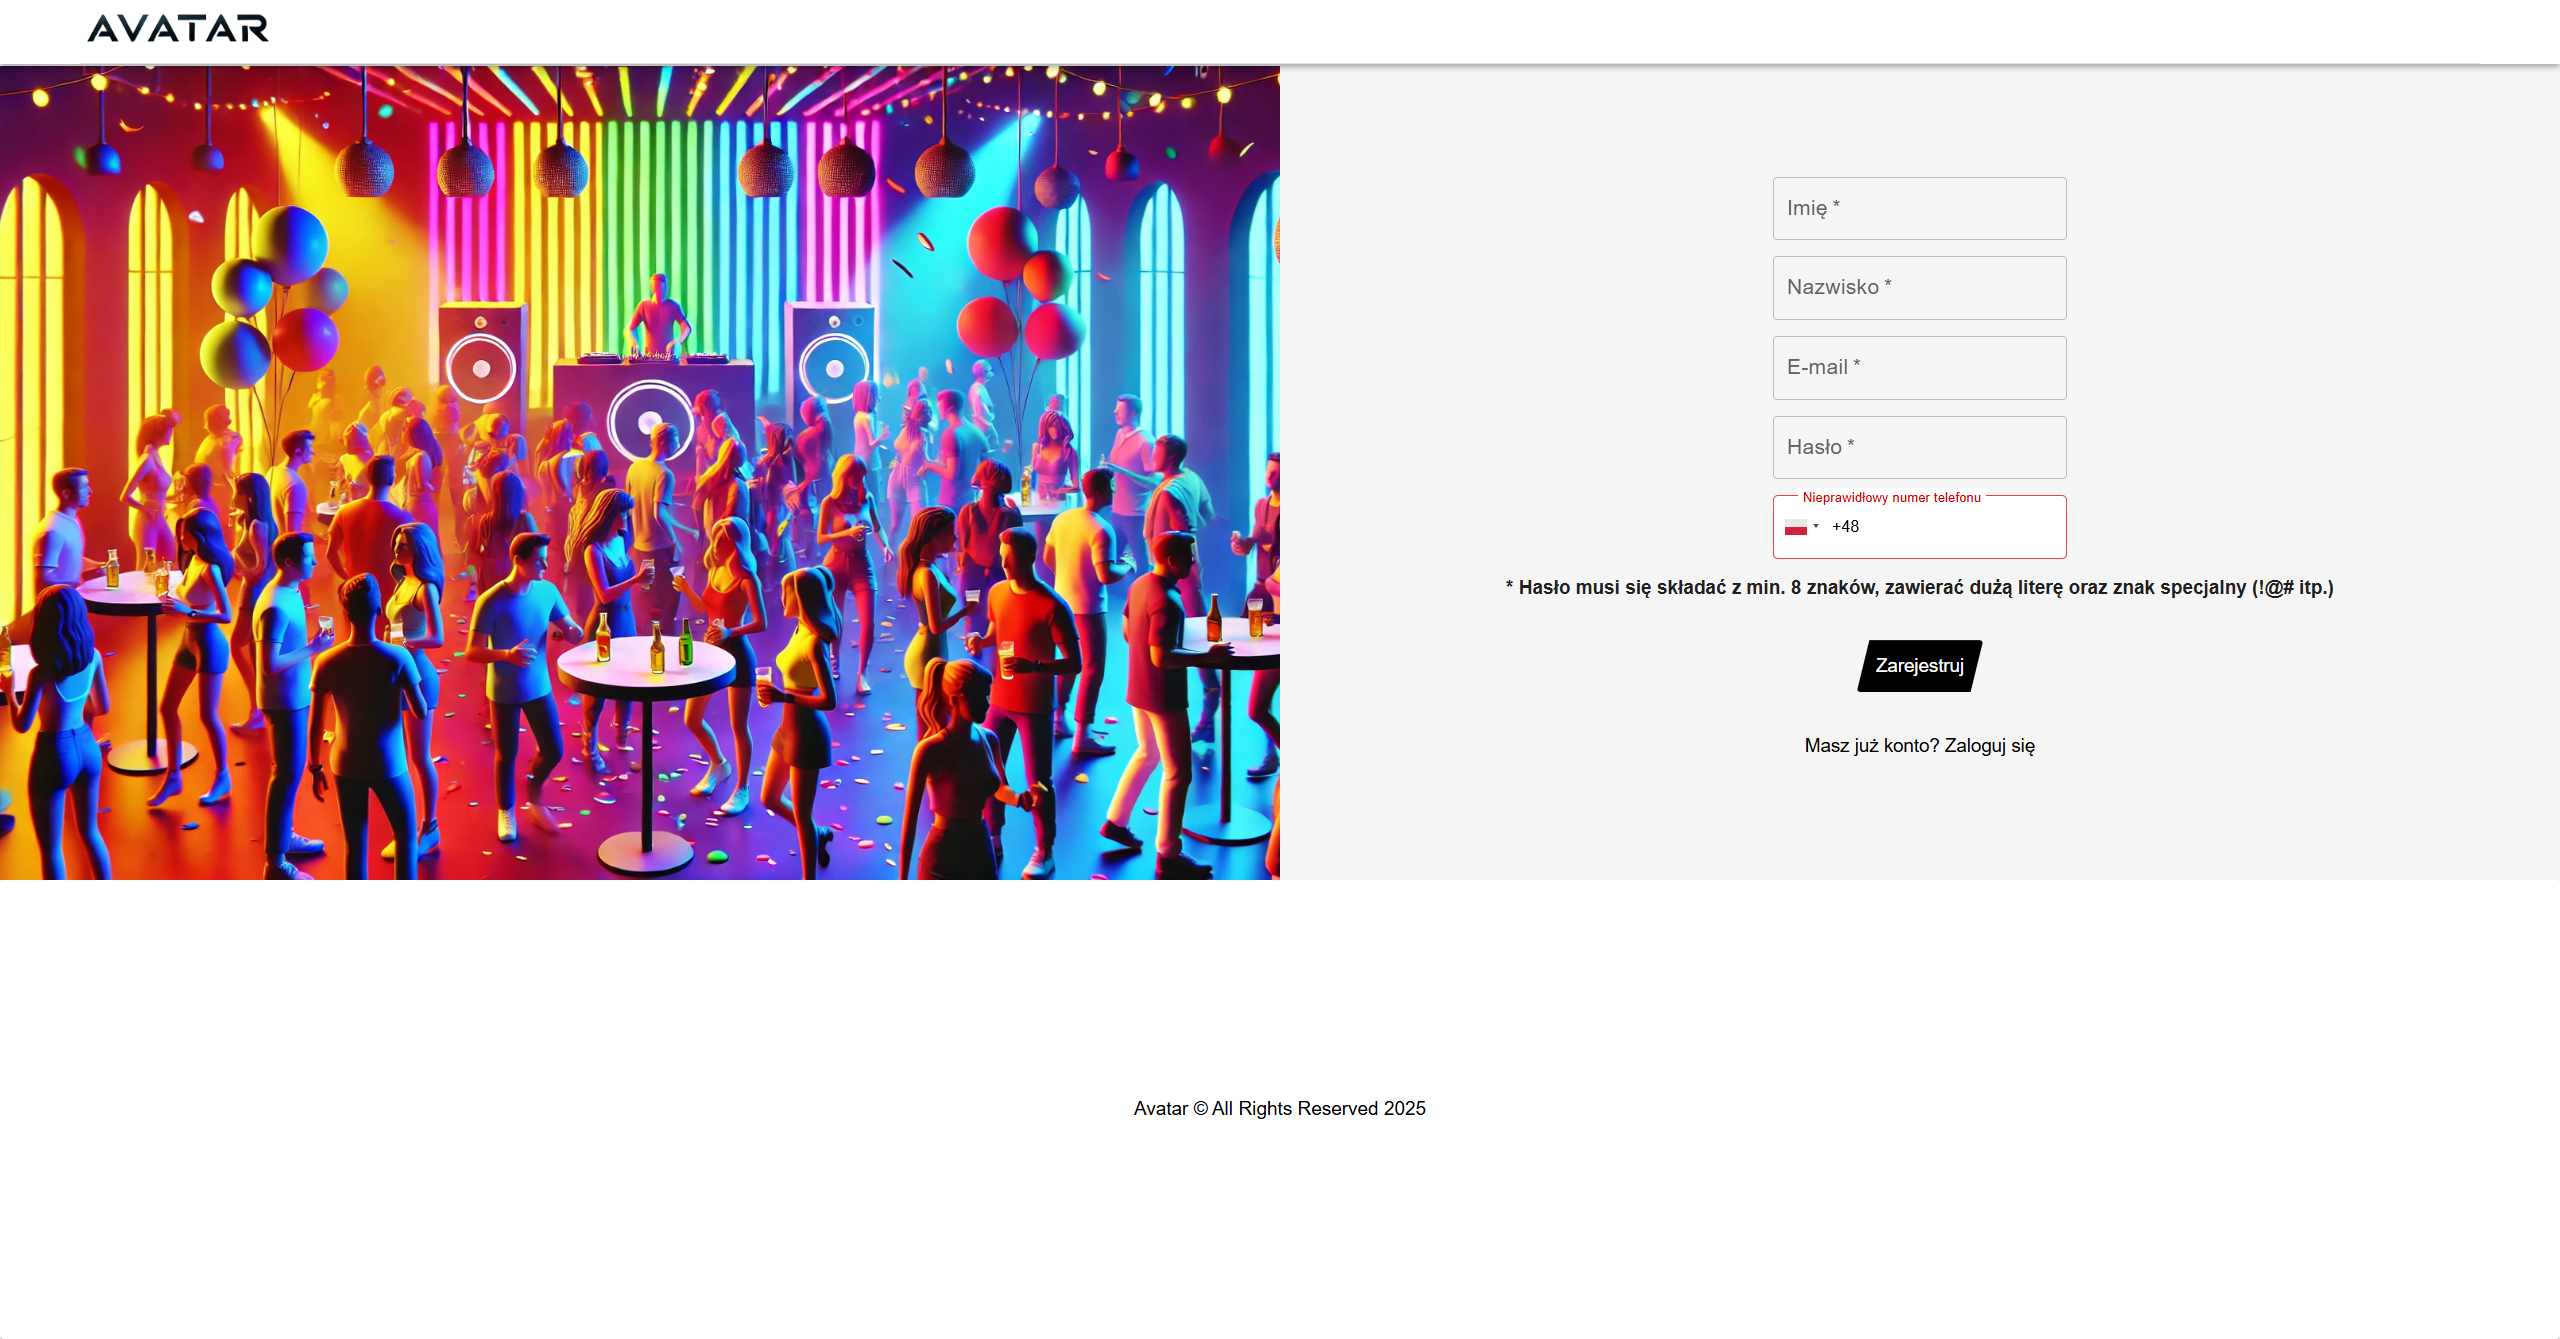 AVATAR
Imię *
Nazwisko *
E-mail *
Hasło *
Nieprawidłowy numer telefonu
+48
* Hasło musi się składać z min. 8 znaków, zawierać dużą literę oraz znak specjalny (!@# itp.)
Zarejestruj
Masz już konto? Zaloguj się
Avatar © All Rights Reserved 2025